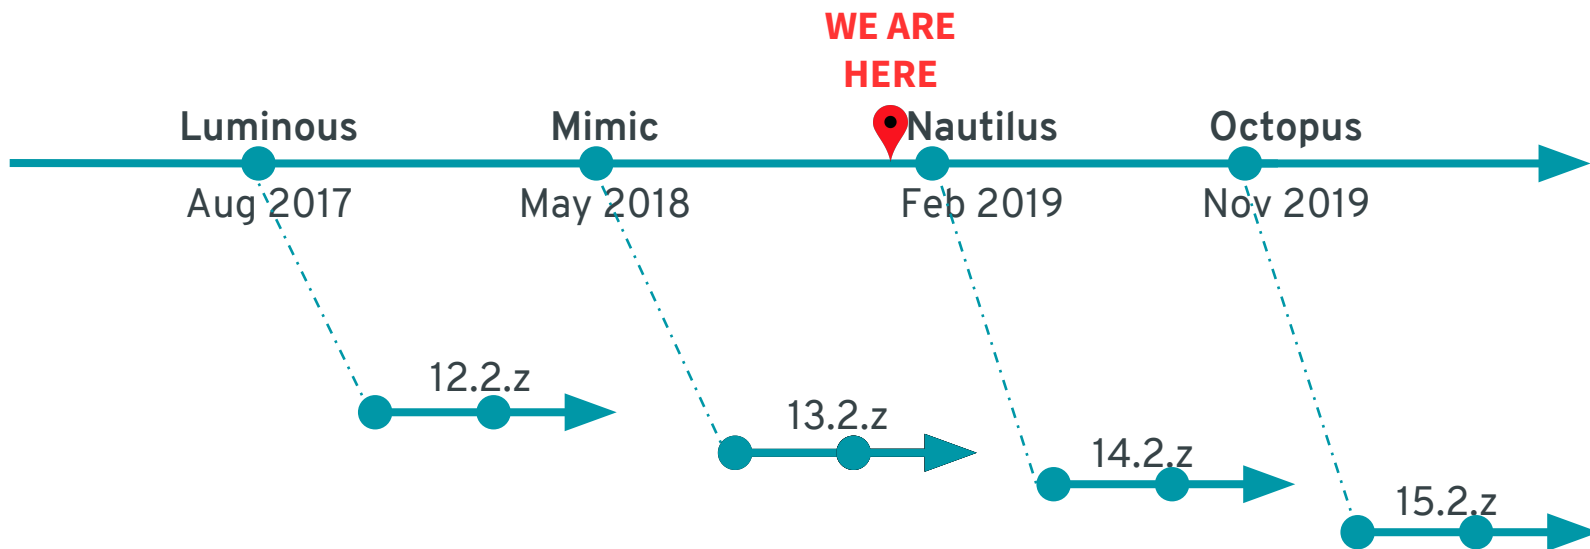 WE ARE
HERE
Luminous
Mimic
Nautilus
Octopus
Aug 2017
May 2018
Feb 2019
Nov 2019
12.2.z
13.2.z
14.2.z
15.2.z